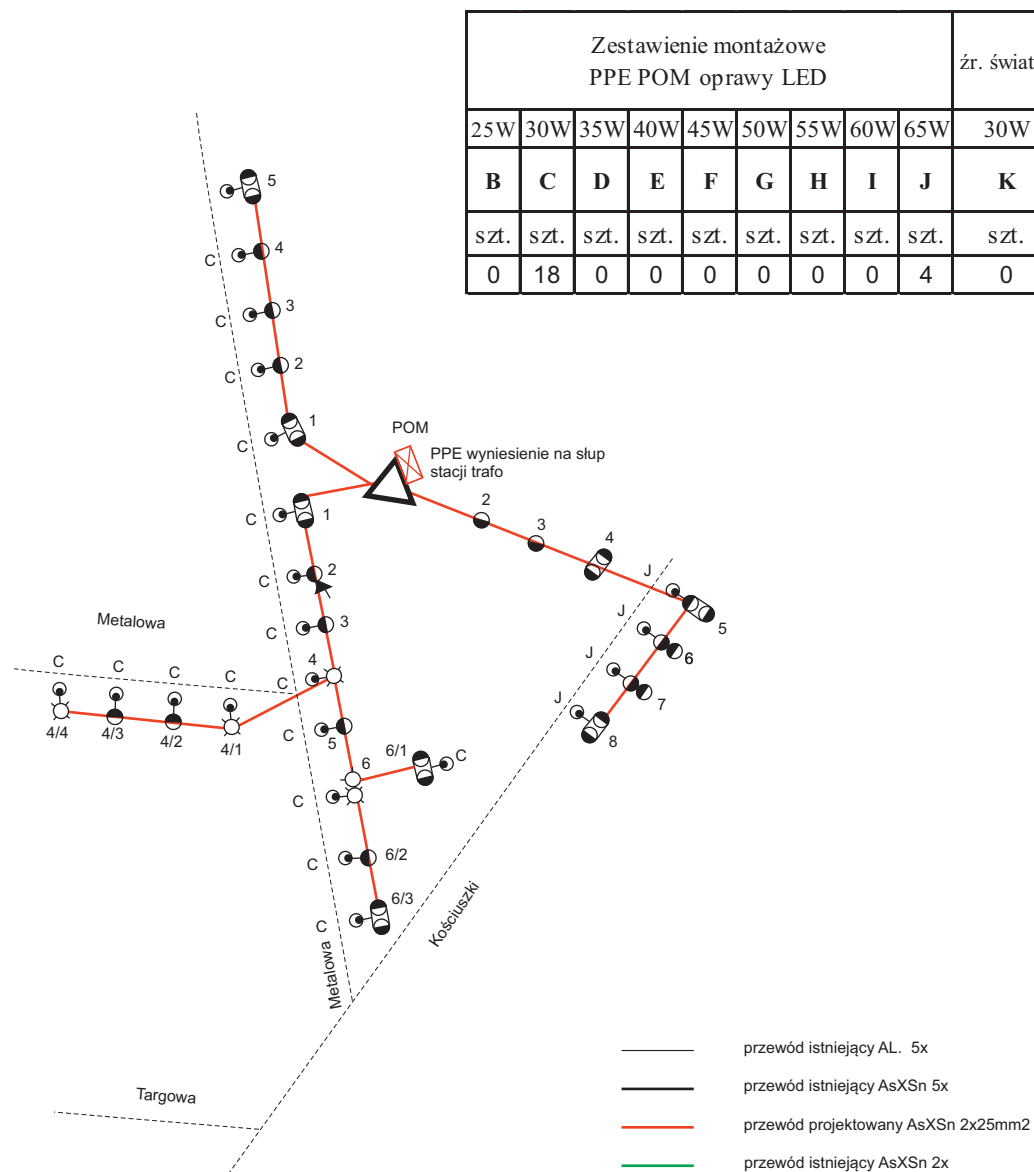 Zestawienie montażowe
PPE POM oprawy LED
źr. świat
25W 30W 35W 40W 45W 50W 55W 60W 65W 30W
B C D E F G H I J K
szt. szt. szt. szt. szt. szt. szt. szt. szt. szt.
0 18 0 0 0 0 0 0 4 0
5
C
4
C
3
C
2
C
1
C
POM
PPE wyniesienie na słup
stacji trafo
1
C
2
3
4
2
C
J
3
C
J
5
Metalowa
6
J
4
C
7
C C C C
J
4/4 4/3 4/2 4/1
8
5
C
6/1
C
6
C
6/2
C
6/3
C
Kościuszki
Metalowa
Targowa
przewód istniejący AL. 5x
przewód istniejący AsXSn 5x
przewód projektowany AsXSn 2x25mm2
przewód istniejący AsXSn 2x